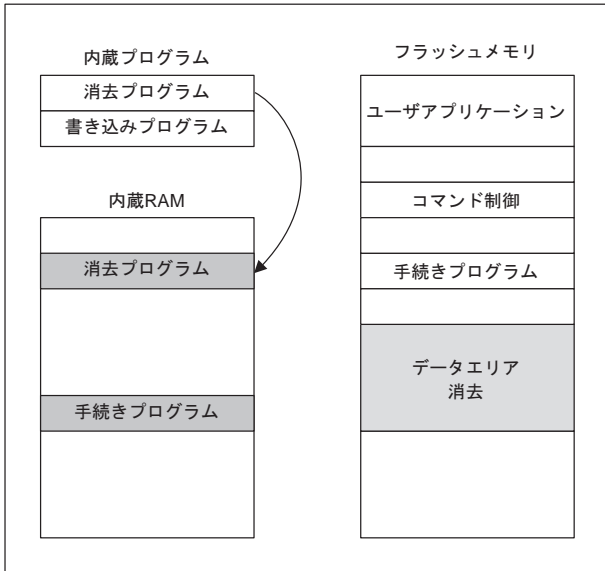 内蔵プログラム
消去プログラム
書き込みプログラム
内蔵RAM
消去プログラム
手続きプログラム
フラッシュメモリ
ユーザアプリケーション
コマンド制御
手続きプログラム
データエリア
消去